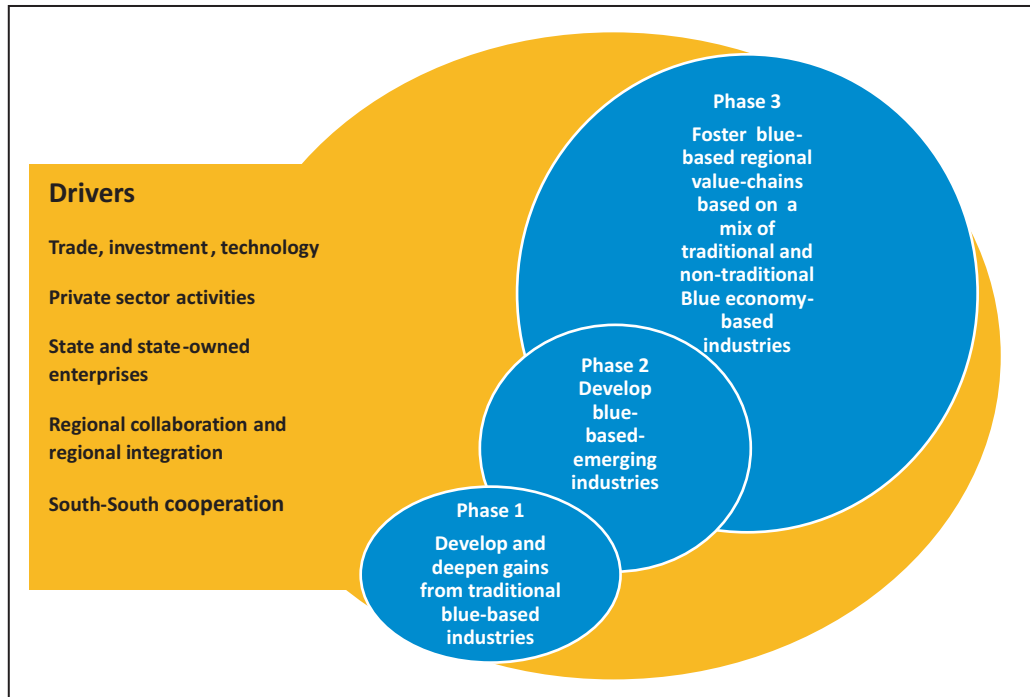 Drivers
Trade, investment, technology
Private sector activities
State and state-owned
enterprises
Regional collaboration and
regional integration
South-South cooperation
Phase 1
Develop and
deepen gains
from traditional
blue-based
industries
Phase 2
Develop
blue-
based-
emerging
industries
Phase 3
Foster blue-
based regional
value-chains
based on a
mix of
traditional and
non-traditional
Blue economy-
based
industries